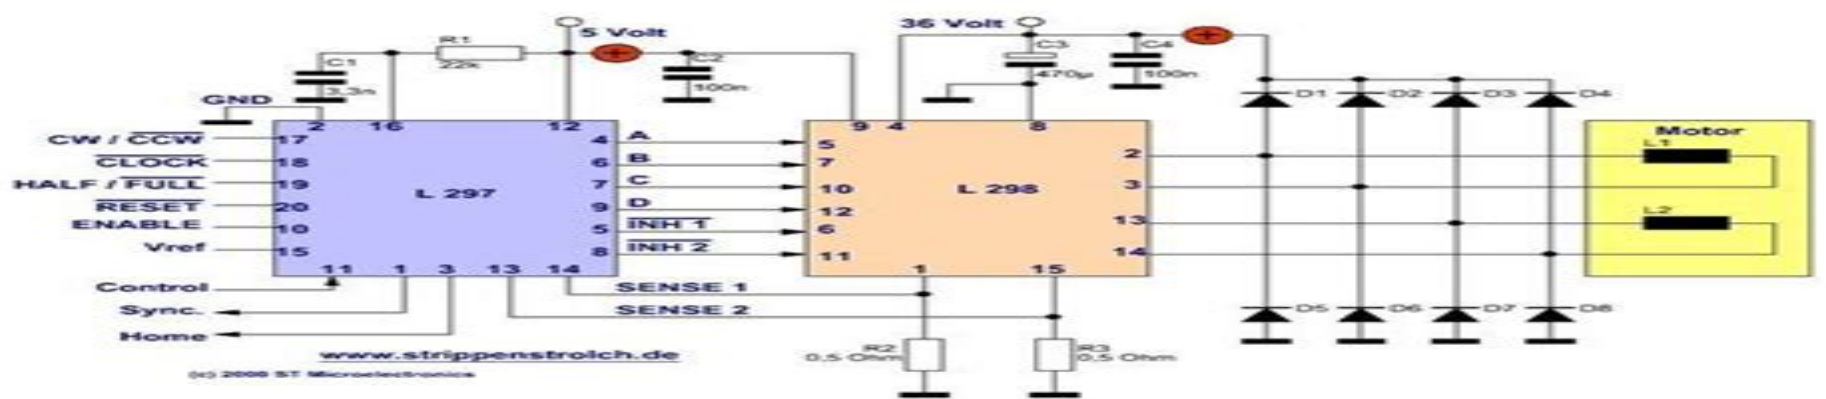 5 Volt
36 Volt
R1
22k
C1
3,3n
C2
100n
C3
470µ
C4
100n
GND
CW / CCW
CLOCK
HALF / FULL
RESET
ENABLE
Vref
Control
Sync.
Home
2
16
12
17
18
19
20
10
15
L 297
4
6
7
9
5
8
11
1
3
13
14
A
B
C
D
INH 1
INH 2
SENSE 1
SENSE 2
9
4
8
5
7
10
12
6
11
L 298
2
3
13
14
1
15
R2
0,5 Ohm
R3
0,5 Ohm
D1
D2
D3
D4
D5
D6
D7
D8
Motor
L1
L2
www.strippenstrolch.de
(c) 2000 ST Microelectronics